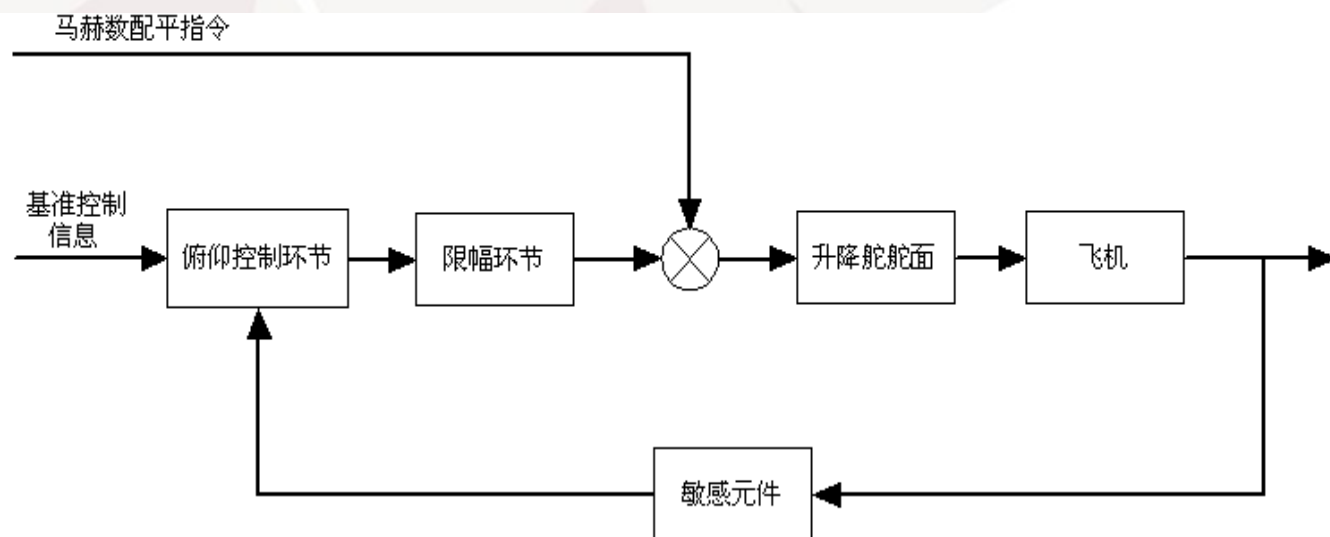 马赫数配平指令
基准控制
信息
俯仰控制环节
限幅环节
升降舵舵面
飞机
敏感元件